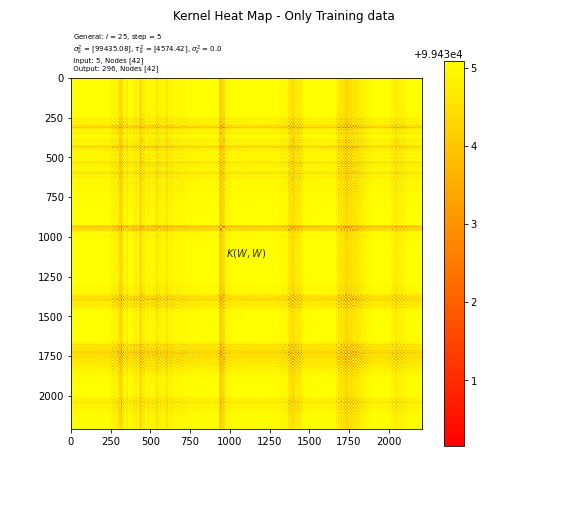 Kernel Heat Map - Only Training data
General: l = 25, step = 5
σ_k^2 = [99435.08], τ_k^2 = [4574.42], σ_ε^2 = 0.0
Input: 5, Nodes [42]
Output: 296, Nodes [42]
+9.943e4
0
250
500
750
1000
1250
1500
1750
2000
K(W, W)
0 250 500 750 1000 1250 1500 1750 2000
5
4
3
2
1